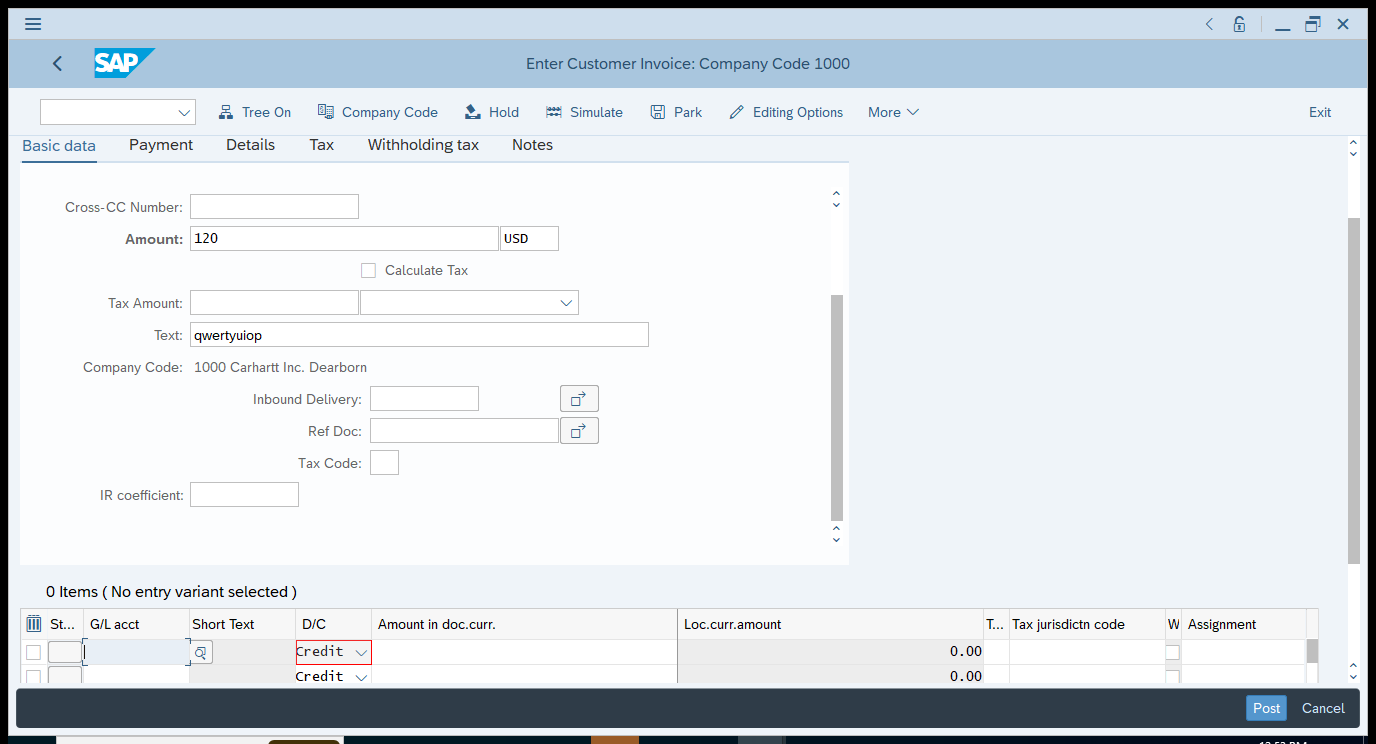 SAP
Enter Customer Invoice: Company Code 1000
Tree On Company Code Hold Simulate Park Editing Options More Exit
Basic data Payment Details Tax Withholding tax Notes
Cross-CC Number:
Amount: 120 USD
Calculate Tax
Tax Amount:
Text: qwertyuiop
Company Code: 1000 Carhartt Inc. Dearborn
Inbound Delivery:
Ref Doc:
Tax Code:
IR coefficient:
0 Items ( No entry variant selected )
St... G/L acct Short Text D/C Amount in doc.curr. Loc.curr.amount T... Tax jurisdictn code W Assignment
Credit 0.00
Credit 0.00
Post Cancel